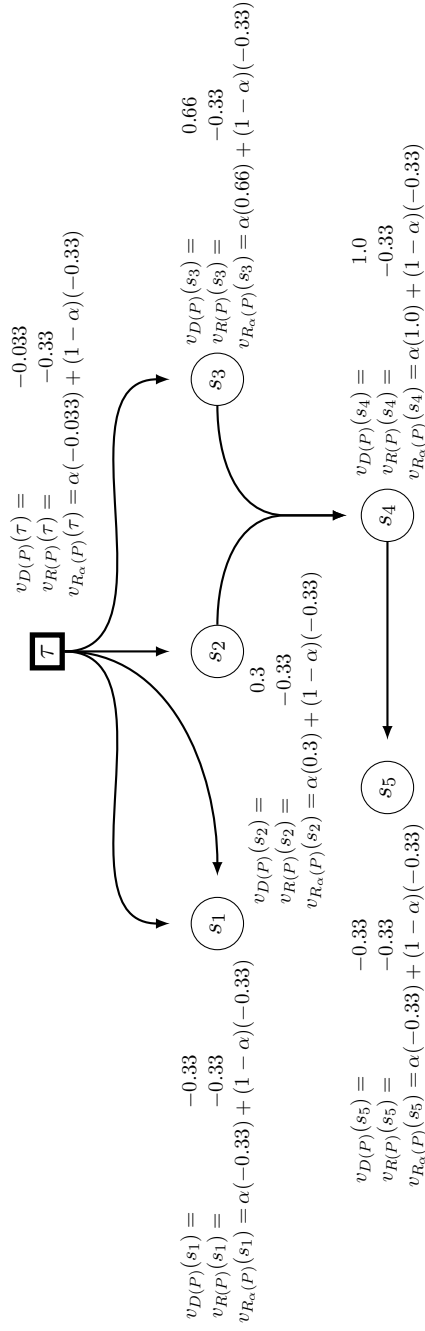 v_{D(P)}(τ) = −0.033
v_{R(P)}(τ) = −0.33
v_{R_α(P)}(τ) = α(−0.033) + (1 − α)(−0.33)
τ
v_{D(P)}(s_1) = −0.33
v_{R(P)}(s_1) = −0.33
v_{R_α(P)}(s_1) = α(−0.33) + (1 − α)(−0.33)
s_1
s_2
s_3
v_{D(P)}(s_3) = 0.66
v_{R(P)}(s_3) = −0.33
v_{R_α(P)}(s_3) = α(0.66) + (1 − α)(−0.33)
v_{D(P)}(s_2) = 0.3
v_{R(P)}(s_2) = −0.33
v_{R_α(P)}(s_2) = α(0.3) + (1 − α)(−0.33)
v_{D(P)}(s_5) = −0.33
v_{R(P)}(s_5) = −0.33
v_{R_α(P)}(s_5) = α(−0.33) + (1 − α)(−0.33)
s_5
s_4
v_{D(P)}(s_4) = 1.0
v_{R(P)}(s_4) = −0.33
v_{R_α(P)}(s_4) = α(1.0) + (1 − α)(−0.33)